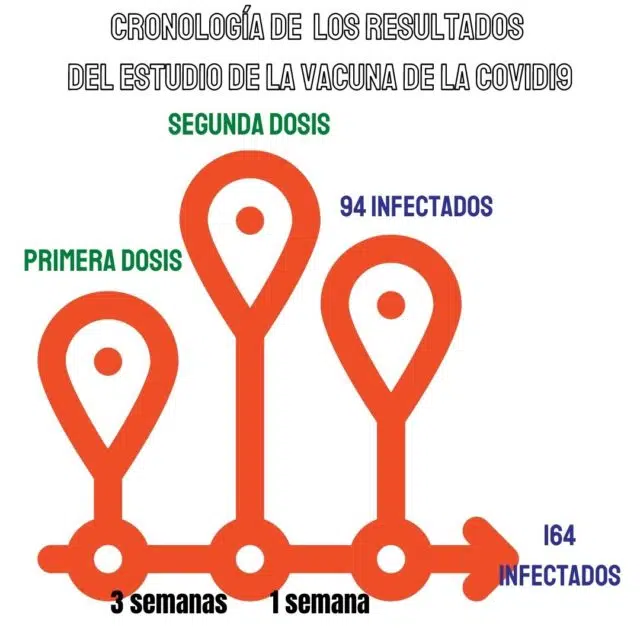 CRONOLOGÍA DE LOS RESULTADOS
DEL ESTUDIO DE LA VACUNA DE LA COVID19
SEGUNDA DOSIS
94 INFECTADOS
PRIMERA DOSIS
164
INFECTADOS
3 semanas
1 semana